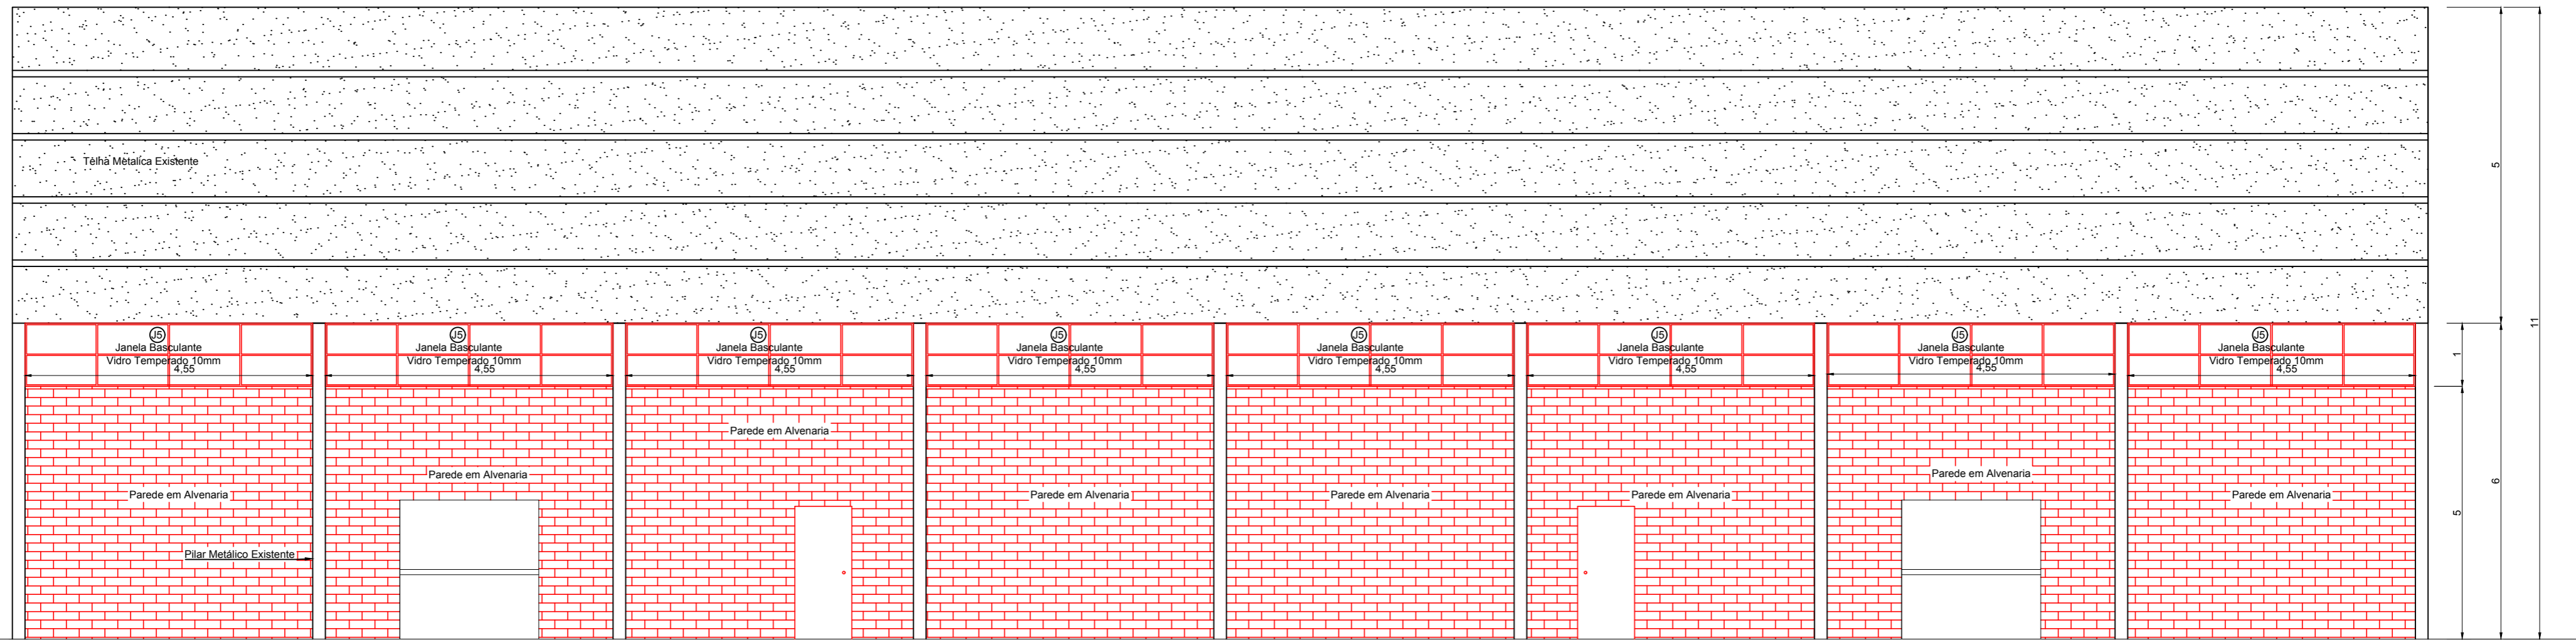 Telha Metalica Existente
5
11
J5
Janela Basculante
Vidro Temperado 10mm
4,55
J5
Janela Basculante
Vidro Temperado 10mm
4,55
J5
Janela Basculante
Vidro Temperado 10mm
4,55
J5
Janela Basculante
Vidro Temperado 10mm
4,55
J5
Janela Basculante
Vidro Temperado 10mm
4,55
J5
Janela Basculante
Vidro Temperado 10mm
4,55
J5
Janela Basculante
Vidro Temperado 10mm
4,55
J5
Janela Basculante
Vidro Temperado 10mm
4,55
1
Parede em Alvenaria
Pilar Metálico Existente
Parede em Alvenaria
Parede em Alvenaria
Parede em Alvenaria
Parede em Alvenaria
Parede em Alvenaria
Parede em Alvenaria
Parede em Alvenaria
6
5